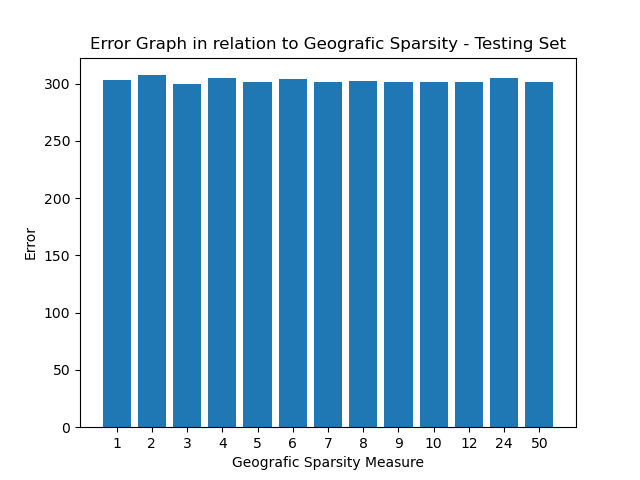 Error Graph in relation to Geografic Sparsity - Testing Set
300
250
200
150
100
50
0
Error
1 2 3 4 5 6 7 8 9 10 12 24 50
Geografic Sparsity Measure